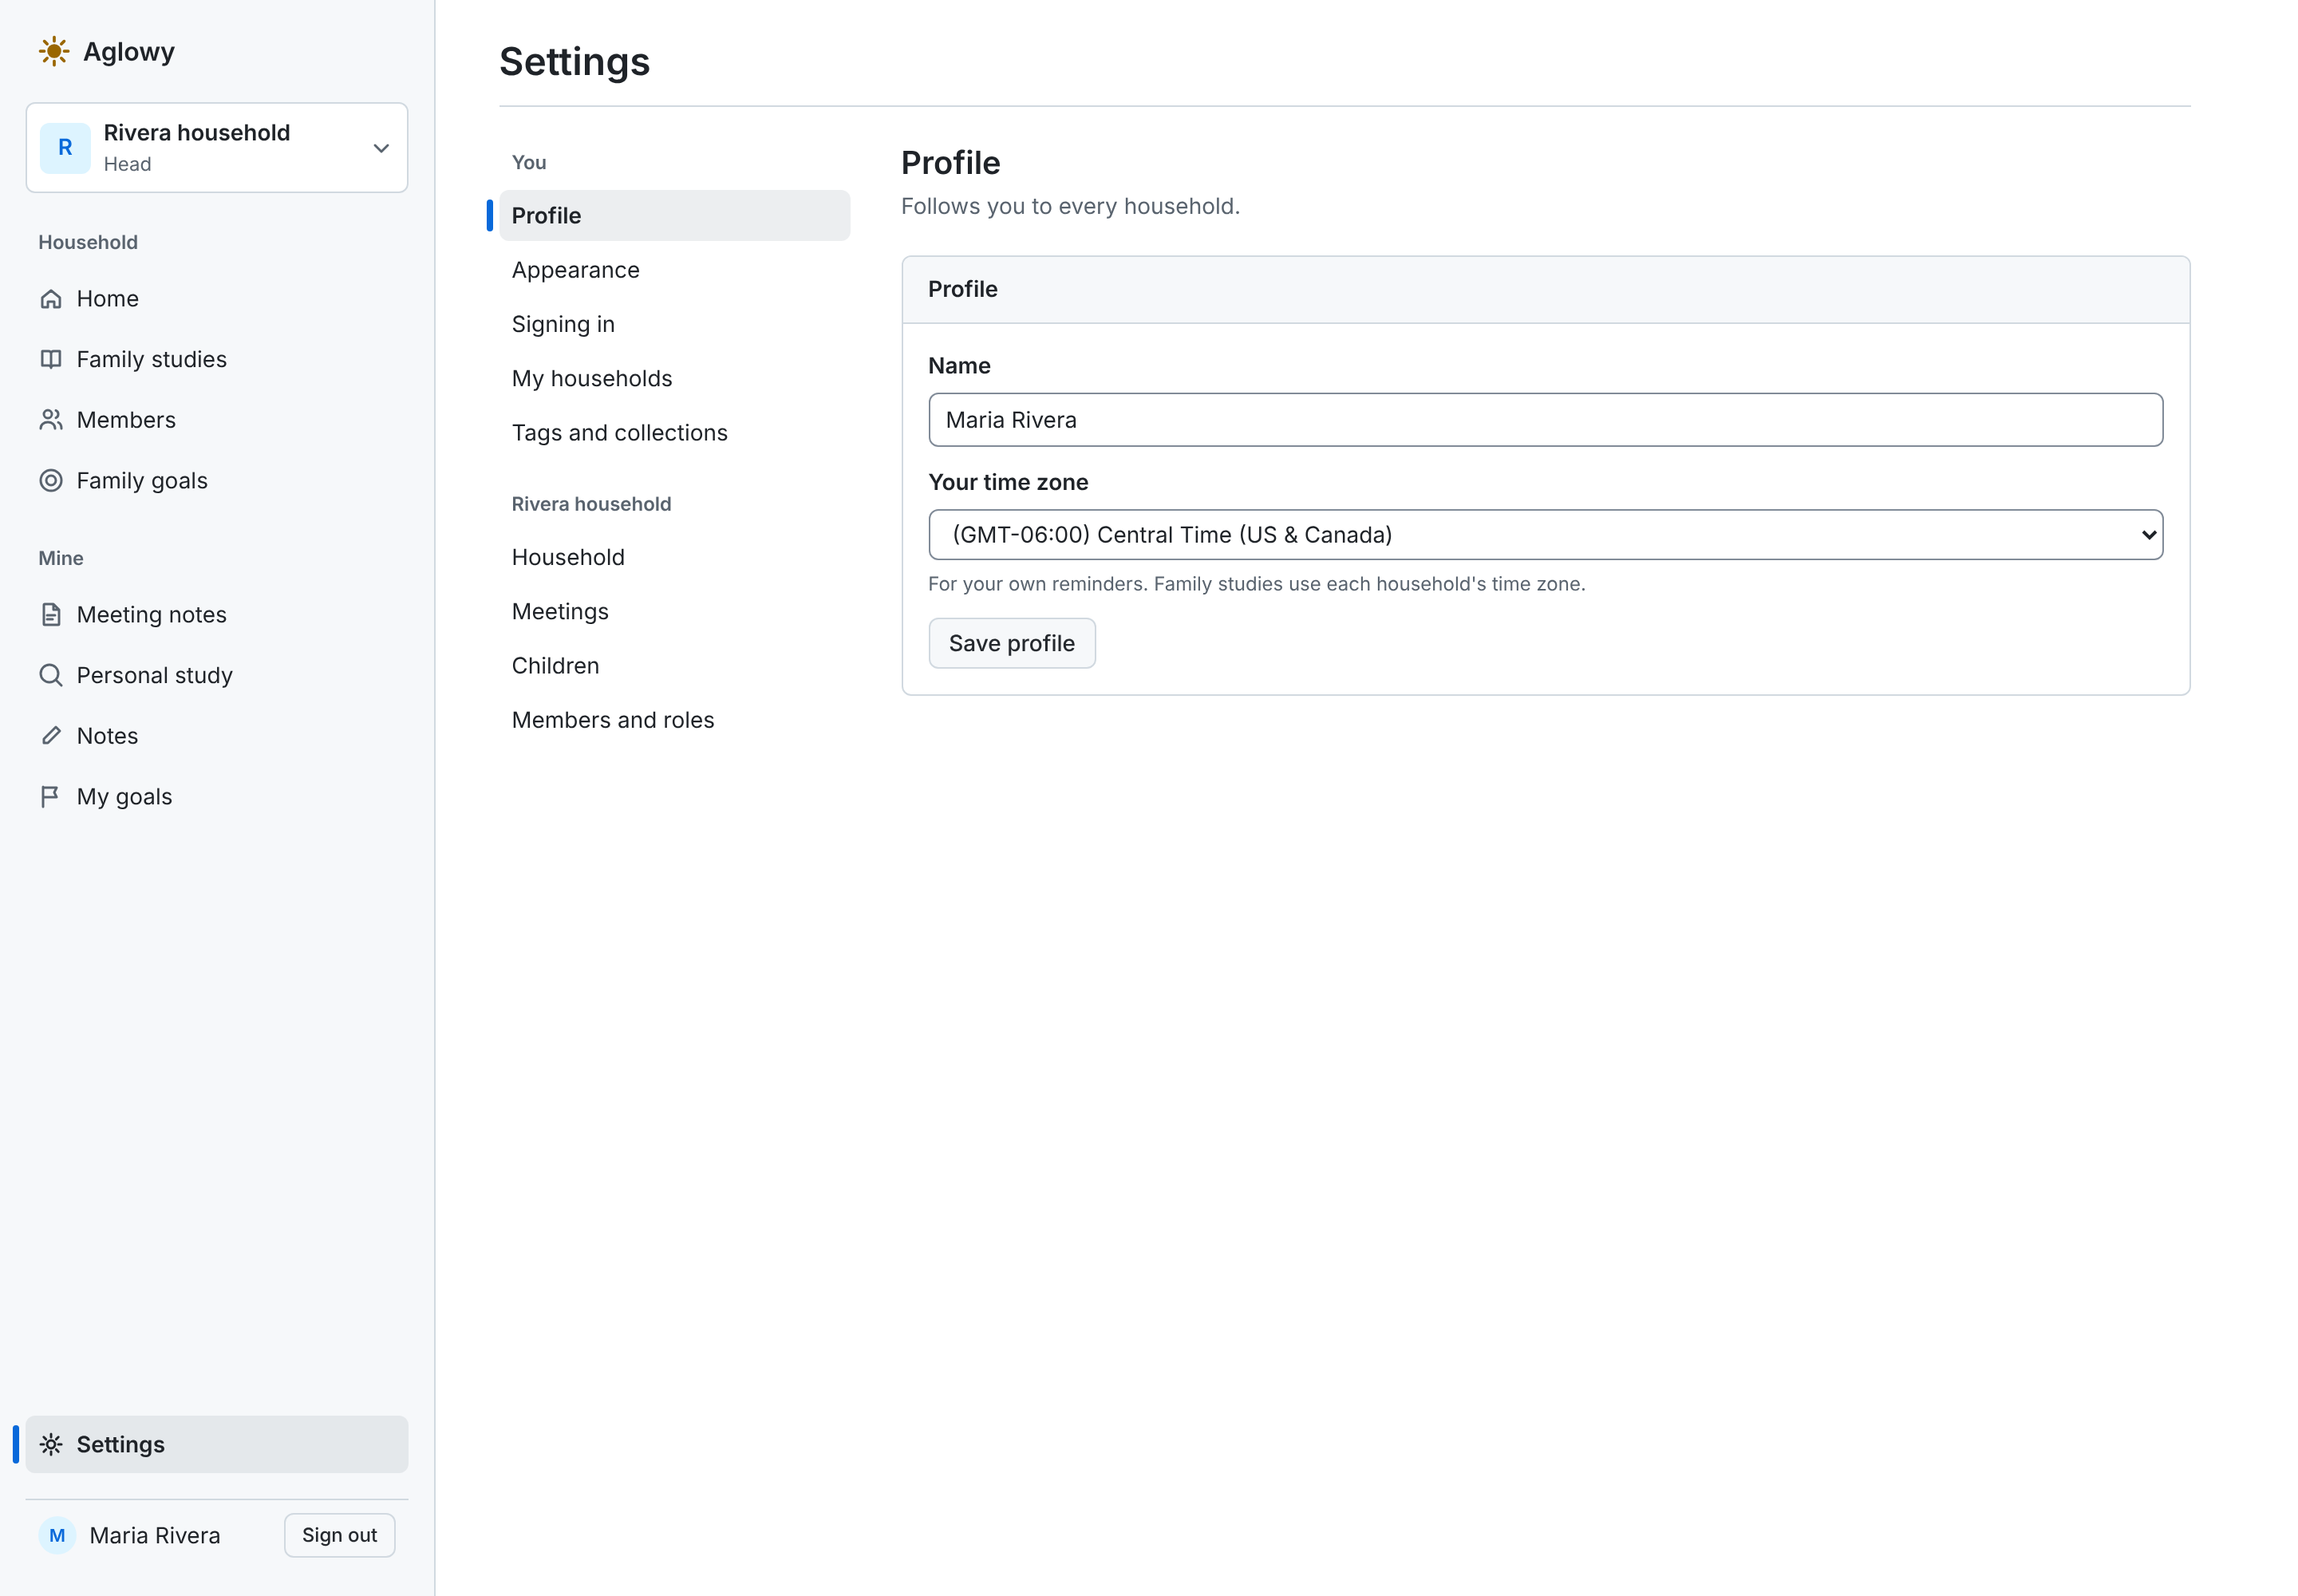 Aglowy
R
Rivera household
Head
Household
Home
Family studies
Members
Family goals
Mine
Meeting notes
Personal study
Notes
My goals
Settings
M
Maria Rivera
Sign out
Settings
You
Profile
Appearance
Signing in
My households
Tags and collections
Rivera household
Household
Meetings
Children
Members and roles
Profile
Follows you to every household.
Profile
Name
Maria Rivera
Your time zone
(GMT-06:00) Central Time (US & Canada)
For your own reminders. Family studies use each household's time zone.
Save profile